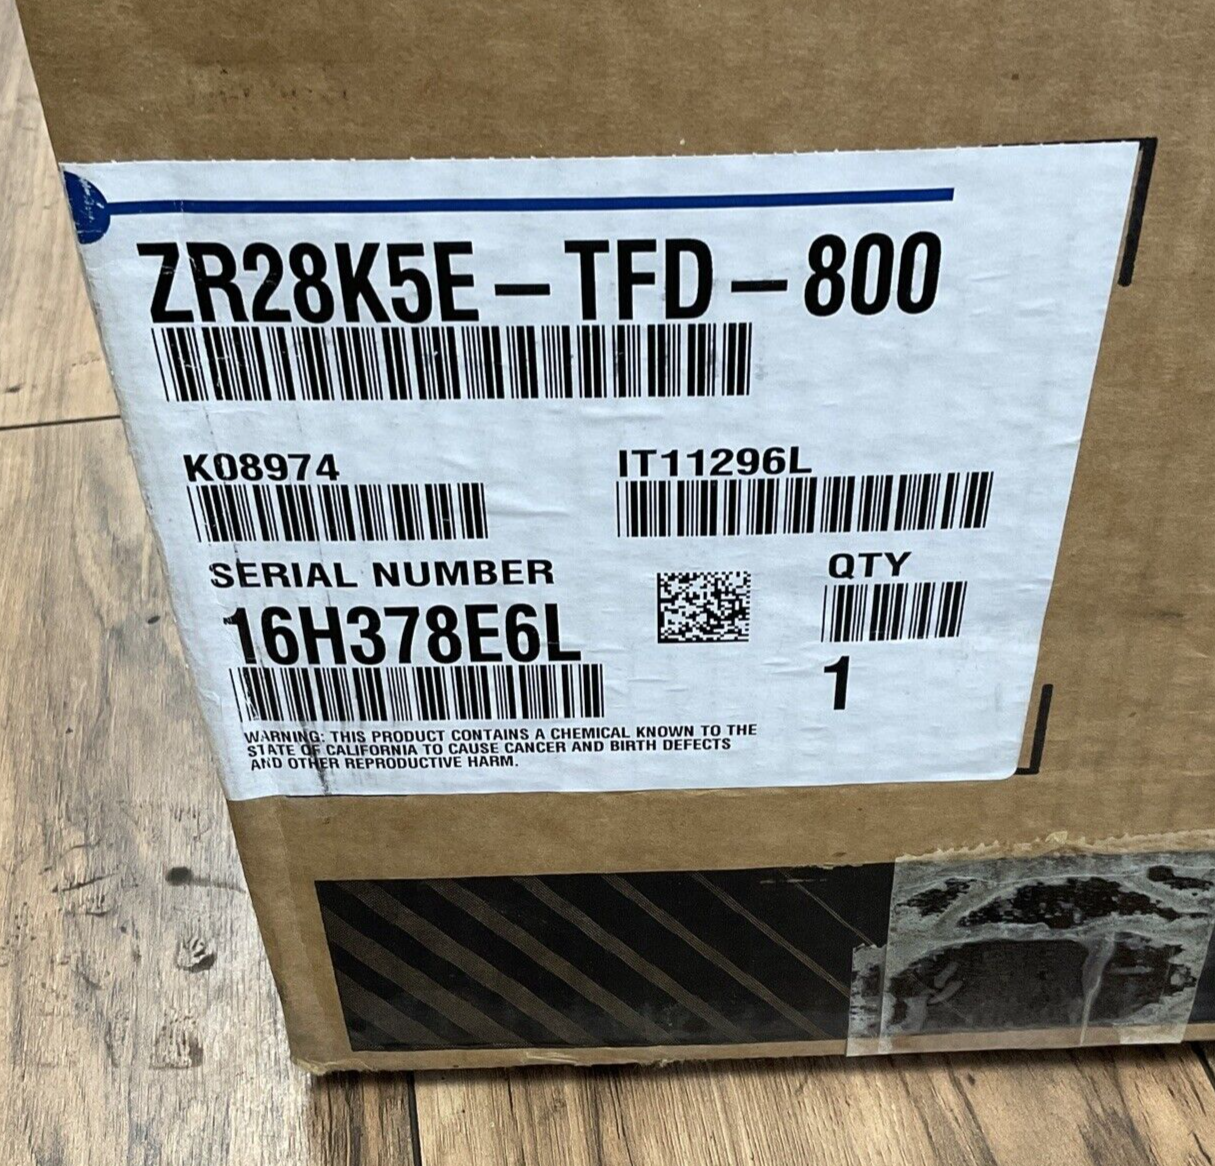 ZR28K5E-TFD-800
K08974
IT11296L
SERIAL NUMBER
QTY
16H378E6L
1
WARNING: THIS PRODUCT CONTAINS A CHEMICAL KNOWN TO THE
STATE OF CALIFORNIA TO CAUSE CANCER AND BIRTH DEFECTS
AND OTHER REPRODUCTIVE HARM.